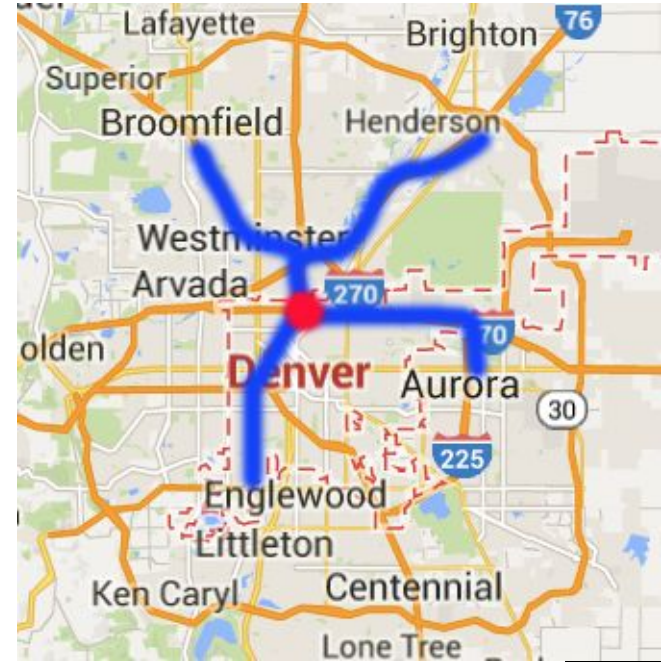 Lafayette
76
Brighton
Superior
Broomfield
Henderson
Westminster
Arvada
270
70
olden
Denver
Aurora
30
225
Englewood
Littleton
Ken Caryl
Centennial
Lone Tree